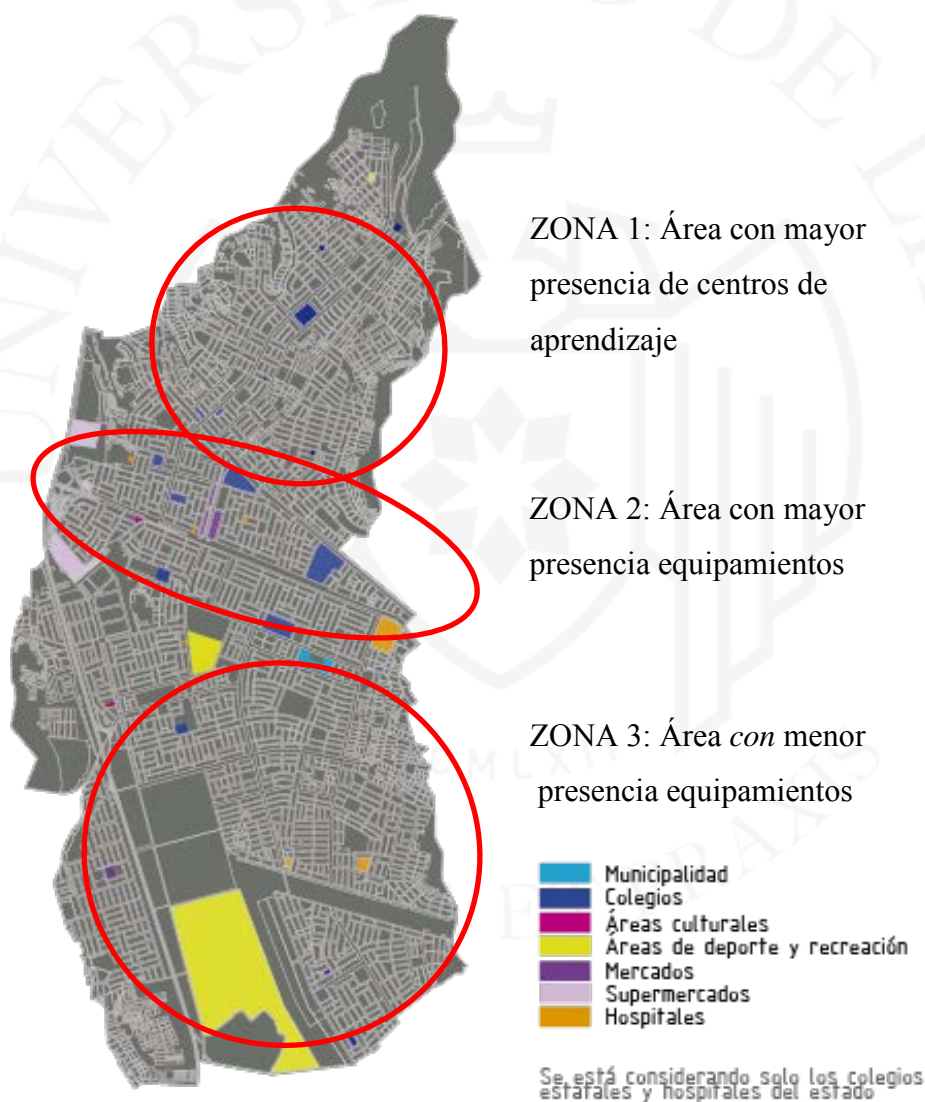 ZONA 1: Área con mayor
presencia de centros de
aprendizaje
ZONA 2: Área con mayor
presencia equipamientos
ZONA 3: Área con menor
presencia equipamientos
Municipalidad
Colegios
Áreas culturales
Áreas de deporte y recreación
Mercados
Supermercados
Hospitales
Se está considerando solo los colegios
estatales y hospitales del estado